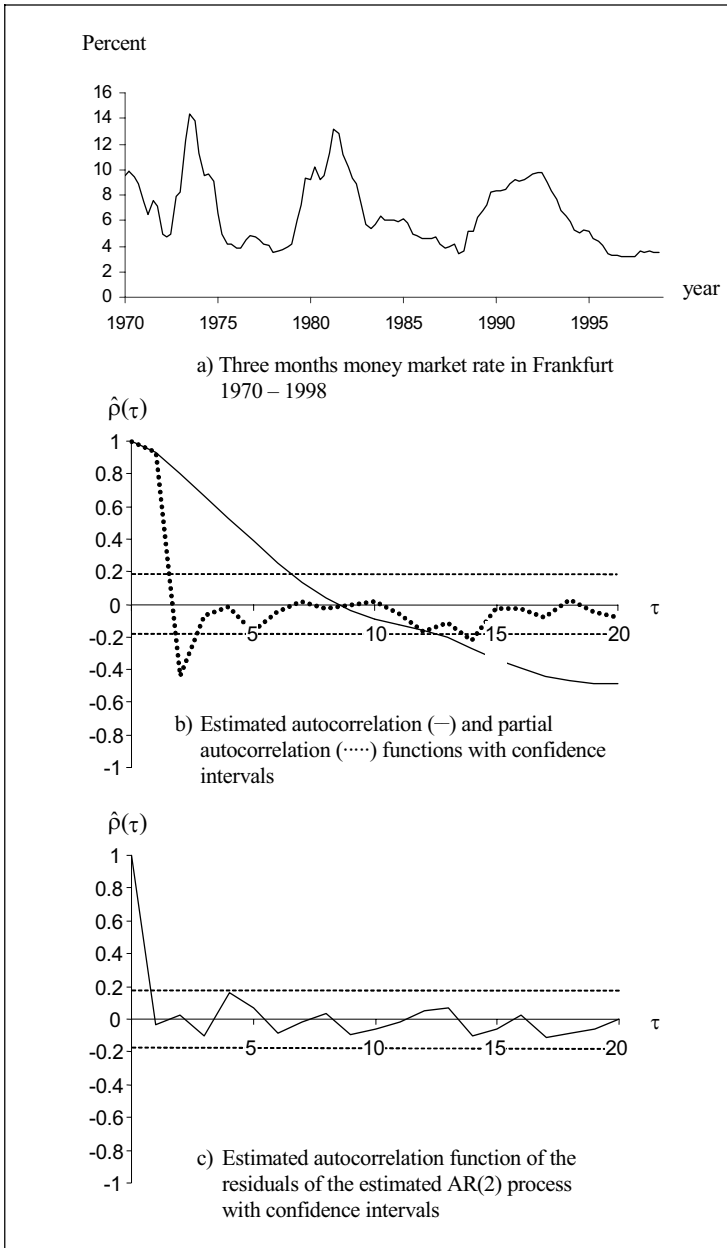 Percent
16
14
12
10
8
6
4
2
0
1970 1975 1980 1985 1990 1995
year
a) Three months money market rate in Frankfurt
1970 – 1998
ρ̂(τ)
1
0.8
0.6
0.4
0.2
0
-0.2
-0.4
-0.6
-0.8
-1
5 10 15 20
τ
b) Estimated autocorrelation (—) and partial
autocorrelation (·····) functions with confidence
intervals
ρ̂(τ)
1
0.8
0.6
0.4
0.2
0
-0.2
-0.4
-0.6
-0.8
-1
5 10 15 20
τ
c) Estimated autocorrelation function of the
residuals of the estimated AR(2) process
with confidence intervals